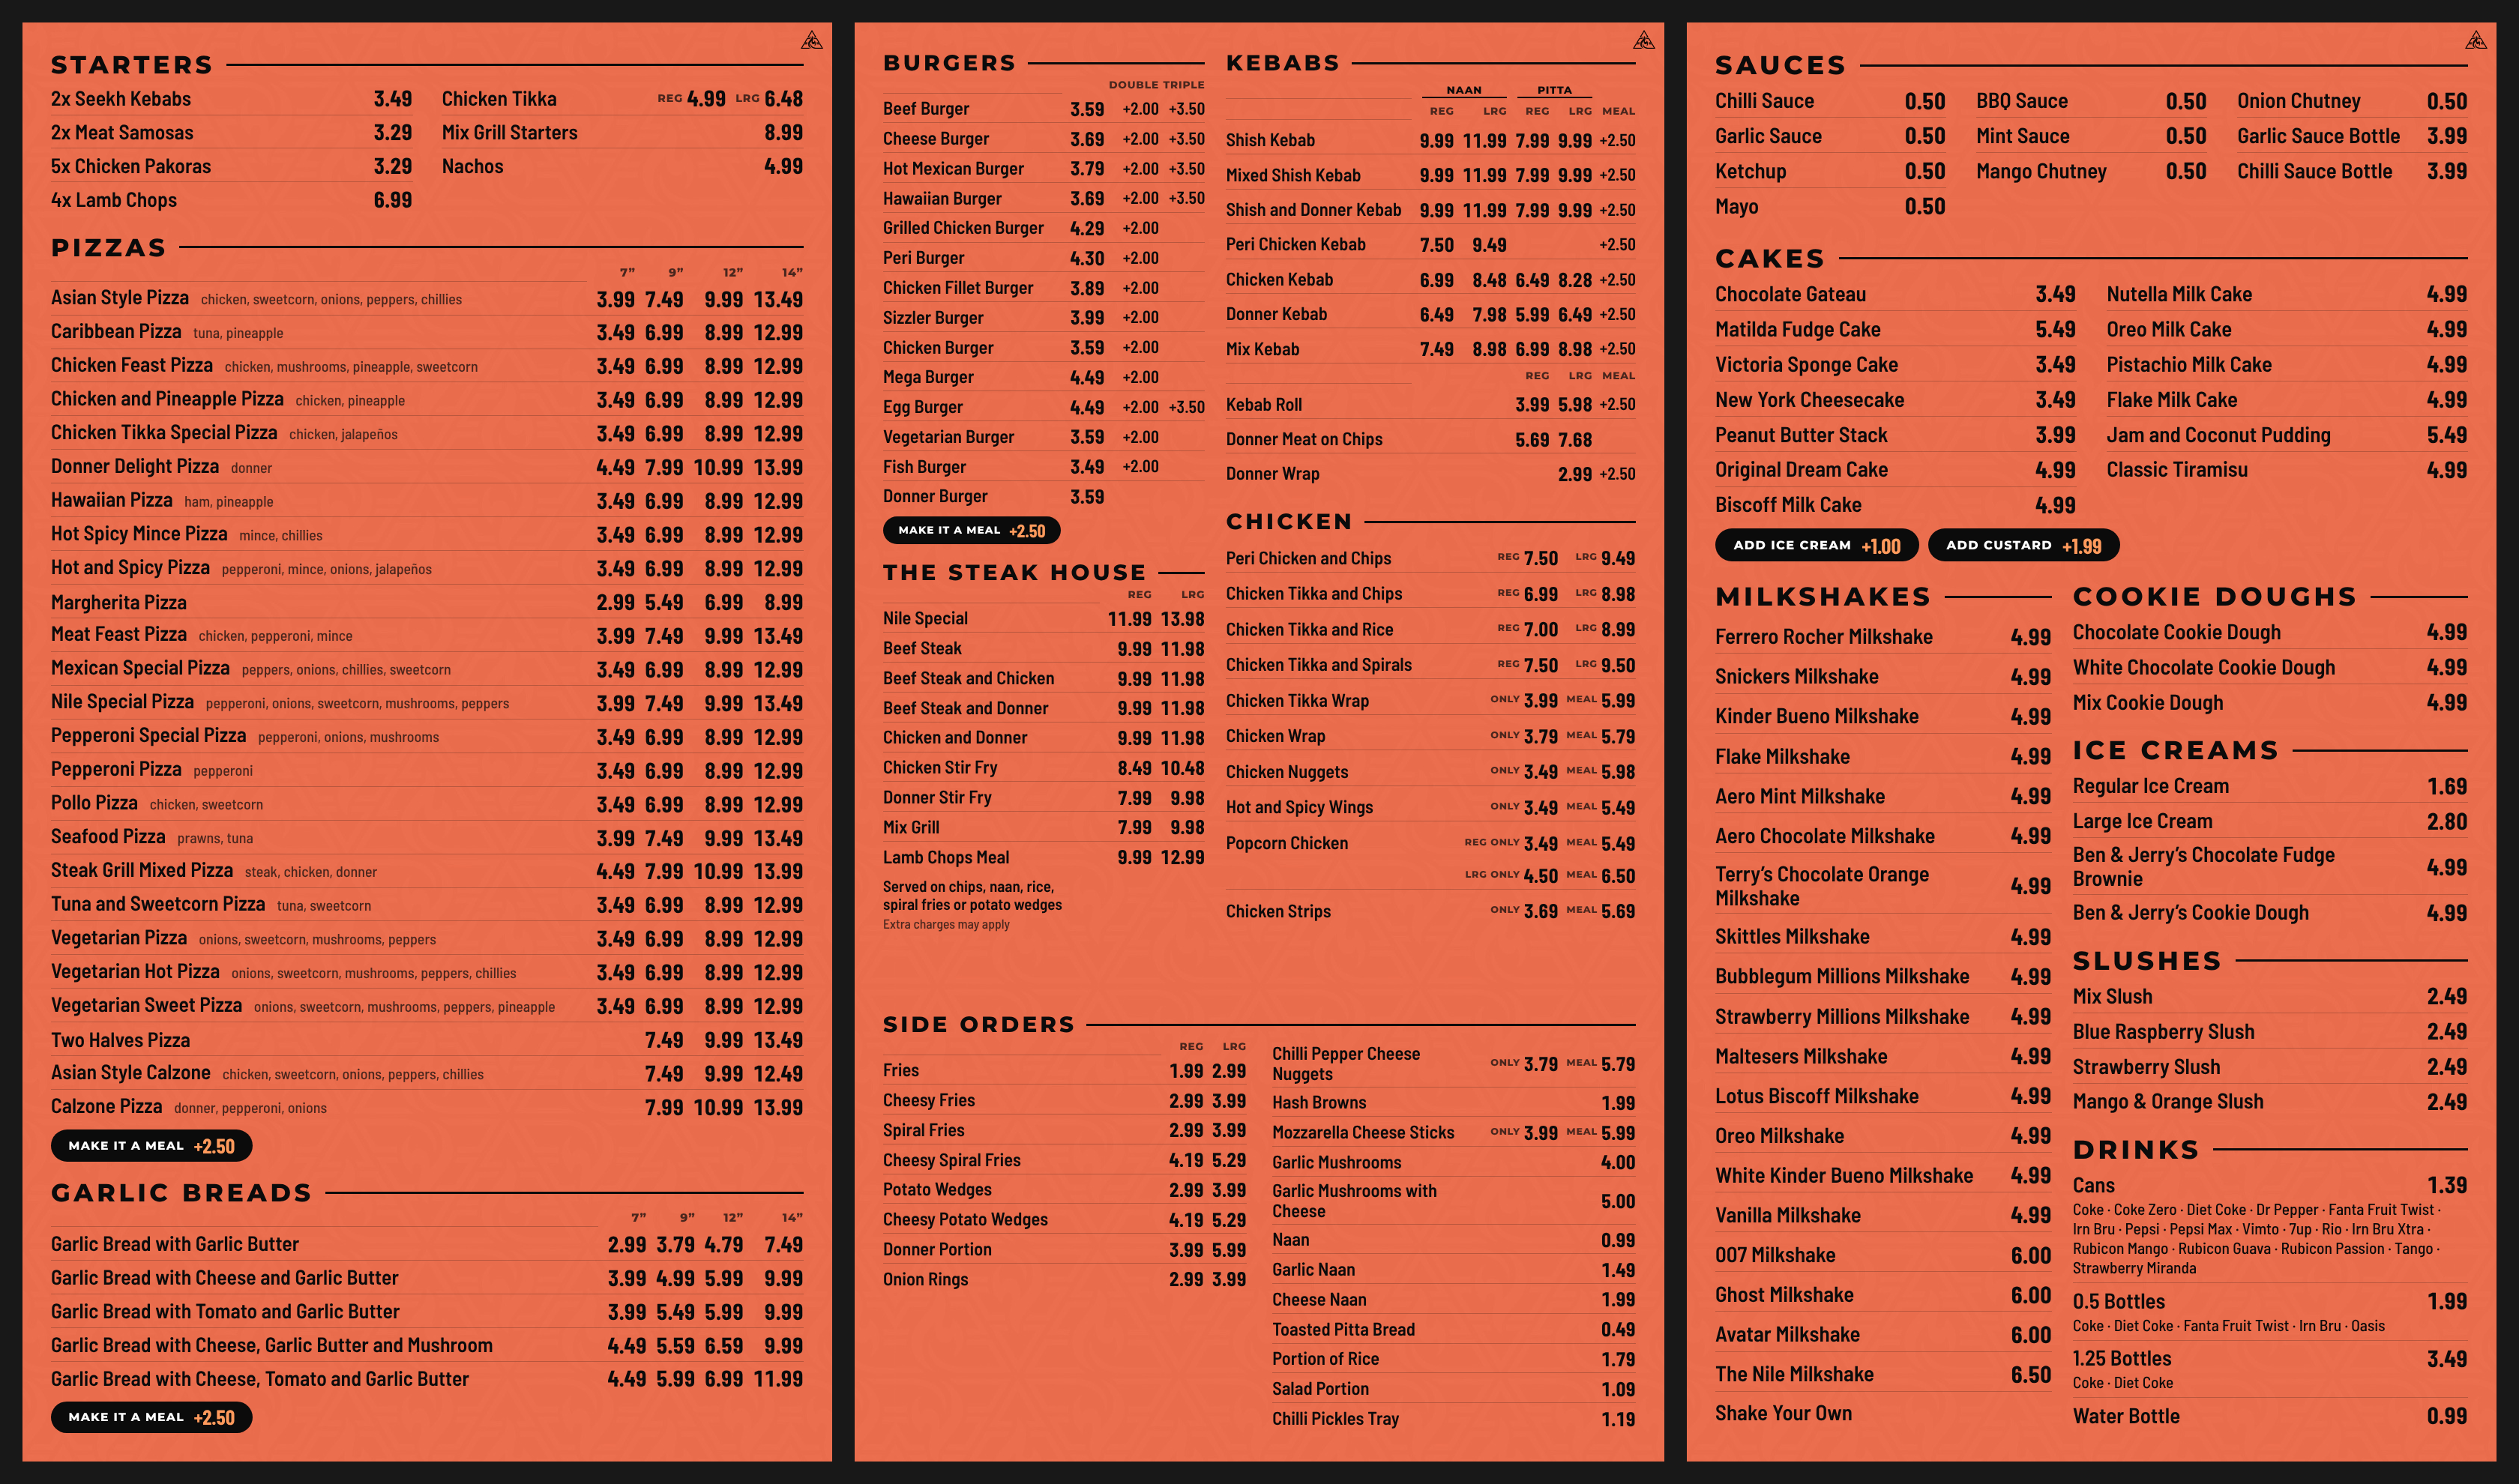 STARTERS
2x Seekh Kebabs 3.49
2x Meat Samosas 3.29
5x Chicken Pakoras 3.29
4x Lamb Chops 6.99
Chicken Tikka REG 4.99 LRG 6.48
Mix Grill Starters 8.99
Nachos 4.99
PIZZAS
7” 9” 12” 14”
Asian Style Pizza chicken, sweetcorn, onions, peppers, chillies 3.99 7.49 9.99 13.49
Caribbean Pizza tuna, pineapple 3.49 6.99 8.99 12.99
Chicken Feast Pizza chicken, mushrooms, pineapple, sweetcorn 3.49 6.99 8.99 12.99
Chicken and Pineapple Pizza chicken, pineapple 3.49 6.99 8.99 12.99
Chicken Tikka Special Pizza chicken, jalapeños 3.49 6.99 8.99 12.99
Donner Delight Pizza donner 4.49 7.99 10.99 13.99
Hawaiian Pizza ham, pineapple 3.49 6.99 8.99 12.99
Hot Spicy Mince Pizza mince, chillies 3.49 6.99 8.99 12.99
Hot and Spicy Pizza pepperoni, mince, onions, jalapeños 3.49 6.99 8.99 12.99
Margherita Pizza 2.99 5.49 6.99 8.99
Meat Feast Pizza chicken, pepperoni, mince 3.99 7.49 9.99 13.49
Mexican Special Pizza peppers, onions, chillies, sweetcorn 3.49 6.99 8.99 12.99
Nile Special Pizza pepperoni, onions, sweetcorn, mushrooms, peppers 3.99 7.49 9.99 13.49
Pepperoni Special Pizza pepperoni, onions, mushrooms 3.49 6.99 8.99 12.99
Pepperoni Pizza pepperoni 3.49 6.99 8.99 12.99
Pollo Pizza chicken, sweetcorn 3.49 6.99 8.99 12.99
Seafood Pizza prawns, tuna 3.99 7.49 9.99 13.49
Steak Grill Mixed Pizza steak, chicken, donner 4.49 7.99 10.99 13.99
Tuna and Sweetcorn Pizza tuna, sweetcorn 3.49 6.99 8.99 12.99
Vegetarian Pizza onions, sweetcorn, mushrooms, peppers 3.49 6.99 8.99 12.99
Vegetarian Hot Pizza onions, sweetcorn, mushrooms, peppers, chillies 3.49 6.99 8.99 12.99
Vegetarian Sweet Pizza onions, sweetcorn, mushrooms, peppers, pineapple 3.49 6.99 8.99 12.99
Two Halves Pizza 7.49 9.99 13.49
Asian Style Calzone chicken, sweetcorn, onions, peppers, chillies 7.49 9.99 12.49
Calzone Pizza donner, pepperoni, onions 7.99 10.99 13.99
MAKE IT A MEAL +2.50
GARLIC BREADS
7” 9” 12” 14”
Garlic Bread with Garlic Butter 2.99 3.79 4.79 7.49
Garlic Bread with Cheese and Garlic Butter 3.99 4.99 5.99 9.99
Garlic Bread with Tomato and Garlic Butter 3.99 5.49 5.99 9.99
Garlic Bread with Cheese, Garlic Butter and Mushroom 4.49 5.59 6.59 9.99
Garlic Bread with Cheese, Tomato and Garlic Butter 4.49 5.99 6.99 11.99
MAKE IT A MEAL +2.50
BURGERS
DOUBLE TRIPLE
Beef Burger 3.59 +2.00 +3.50
Cheese Burger 3.69 +2.00 +3.50
Hot Mexican Burger 3.79 +2.00 +3.50
Hawaiian Burger 3.69 +2.00 +3.50
Grilled Chicken Burger 4.29 +2.00
Peri Burger 4.30 +2.00
Chicken Fillet Burger 3.89 +2.00
Sizzler Burger 3.99 +2.00
Chicken Burger 3.59 +2.00
Mega Burger 4.49 +2.00
Egg Burger 4.49 +2.00 +3.50
Vegetarian Burger 3.59 +2.00
Fish Burger 3.49 +2.00
Donner Burger 3.59
MAKE IT A MEAL +2.50
THE STEAK HOUSE
REG LRG
Nile Special 11.99 13.98
Beef Steak 9.99 11.98
Beef Steak and Chicken 9.99 11.98
Beef Steak and Donner 9.99 11.98
Chicken and Donner 9.99 11.98
Chicken Stir Fry 8.49 10.48
Donner Stir Fry 7.99 9.98
Mix Grill 7.99 9.98
Lamb Chops Meal 9.99 12.99
Served on chips, naan, rice,
spiral fries or potato wedges
Extra charges may apply
KEBABS
NAAN PITTA
REG LRG REG LRG MEAL
Shish Kebab 9.99 11.99 7.99 9.99 +2.50
Mixed Shish Kebab 9.99 11.99 7.99 9.99 +2.50
Shish and Donner Kebab 9.99 11.99 7.99 9.99 +2.50
Peri Chicken Kebab 7.50 9.49 +2.50
Chicken Kebab 6.99 8.48 6.49 8.28 +2.50
Donner Kebab 6.49 7.98 5.99 6.49 +2.50
Mix Kebab 7.49 8.98 6.99 8.98 +2.50
REG LRG MEAL
Kebab Roll 3.99 5.98 +2.50
Donner Meat on Chips 5.69 7.68
Donner Wrap 2.99 +2.50
CHICKEN
Peri Chicken and Chips REG 7.50 LRG 9.49
Chicken Tikka and Chips REG 6.99 LRG 8.98
Chicken Tikka and Rice REG 7.00 LRG 8.99
Chicken Tikka and Spirals REG 7.50 LRG 9.50
Chicken Tikka Wrap ONLY 3.99 MEAL 5.99
Chicken Wrap ONLY 3.79 MEAL 5.79
Chicken Nuggets ONLY 3.49 MEAL 5.98
Hot and Spicy Wings ONLY 3.49 MEAL 5.49
Popcorn Chicken REG ONLY 3.49 MEAL 5.49
LRG ONLY 4.50 MEAL 6.50
Chicken Strips ONLY 3.69 MEAL 5.69
SIDE ORDERS
REG LRG
Fries 1.99 2.99
Cheesy Fries 2.99 3.99
Spiral Fries 2.99 3.99
Cheesy Spiral Fries 4.19 5.29
Potato Wedges 2.99 3.99
Cheesy Potato Wedges 4.19 5.29
Donner Portion 3.99 5.99
Onion Rings 2.99 3.99
Chilli Pepper Cheese
Nuggets ONLY 3.79 MEAL 5.79
Hash Browns 1.99
Mozzarella Cheese Sticks ONLY 3.99 MEAL 5.99
Garlic Mushrooms 4.00
Garlic Mushrooms with
Cheese 5.00
Naan 0.99
Garlic Naan 1.49
Cheese Naan 1.99
Toasted Pitta Bread 0.49
Portion of Rice 1.79
Salad Portion 1.09
Chilli Pickles Tray 1.19
SAUCES
Chilli Sauce 0.50
Garlic Sauce 0.50
Ketchup 0.50
Mayo 0.50
BBQ Sauce 0.50
Mint Sauce 0.50
Mango Chutney 0.50
Onion Chutney 0.50
Garlic Sauce Bottle 3.99
Chilli Sauce Bottle 3.99
CAKES
Chocolate Gateau 3.49
Matilda Fudge Cake 5.49
Victoria Sponge Cake 3.49
New York Cheesecake 3.49
Peanut Butter Stack 3.99
Original Dream Cake 4.99
Biscoff Milk Cake 4.99
Nutella Milk Cake 4.99
Oreo Milk Cake 4.99
Pistachio Milk Cake 4.99
Flake Milk Cake 4.99
Jam and Coconut Pudding 5.49
Classic Tiramisu 4.99
ADD ICE CREAM +1.00 ADD CUSTARD +1.99
MILKSHAKES
Ferrero Rocher Milkshake 4.99
Snickers Milkshake 4.99
Kinder Bueno Milkshake 4.99
Flake Milkshake 4.99
Aero Mint Milkshake 4.99
Aero Chocolate Milkshake 4.99
Terry’s Chocolate Orange
Milkshake 4.99
Skittles Milkshake 4.99
Bubblegum Millions Milkshake 4.99
Strawberry Millions Milkshake 4.99
Maltesers Milkshake 4.99
Lotus Biscoff Milkshake 4.99
Oreo Milkshake 4.99
White Kinder Bueno Milkshake 4.99
Vanilla Milkshake 4.99
007 Milkshake 6.00
Ghost Milkshake 6.00
Avatar Milkshake 6.00
The Nile Milkshake 6.50
Shake Your Own
COOKIE DOUGHS
Chocolate Cookie Dough 4.99
White Chocolate Cookie Dough 4.99
Mix Cookie Dough 4.99
ICE CREAMS
Regular Ice Cream 1.69
Large Ice Cream 2.80
Ben & Jerry’s Chocolate Fudge
Brownie 4.99
Ben & Jerry’s Cookie Dough 4.99
SLUSHES
Mix Slush 2.49
Blue Raspberry Slush 2.49
Strawberry Slush 2.49
Mango & Orange Slush 2.49
DRINKS
Cans 1.39
Coke · Coke Zero · Diet Coke · Dr Pepper · Fanta Fruit Twist ·
Irn Bru · Pepsi · Pepsi Max · Vimto · 7up · Rio · Irn Bru Xtra ·
Rubicon Mango · Rubicon Guava · Rubicon Passion · Tango ·
Strawberry Miranda
0.5 Bottles 1.99
Coke · Diet Coke · Fanta Fruit Twist · Irn Bru · Oasis
1.25 Bottles 3.49
Coke · Diet Coke
Water Bottle 0.99